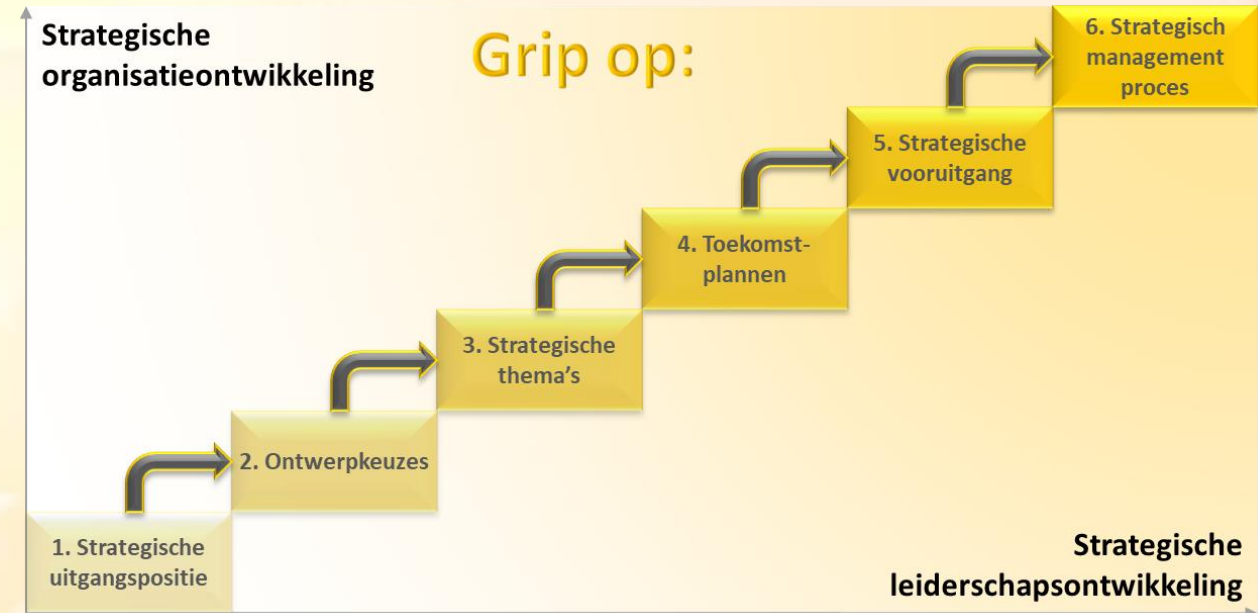 Strategische
organisatieontwikkeling
Grip op:
6. Strategisch
management
proces
5. Strategische
vooruitgang
4. Toekomst-
plannen
3. Strategische
thema's
2. Ontwerpkeuzes
1. Strategische
uitgangspositie
Strategische
leiderschapsontwikkeling